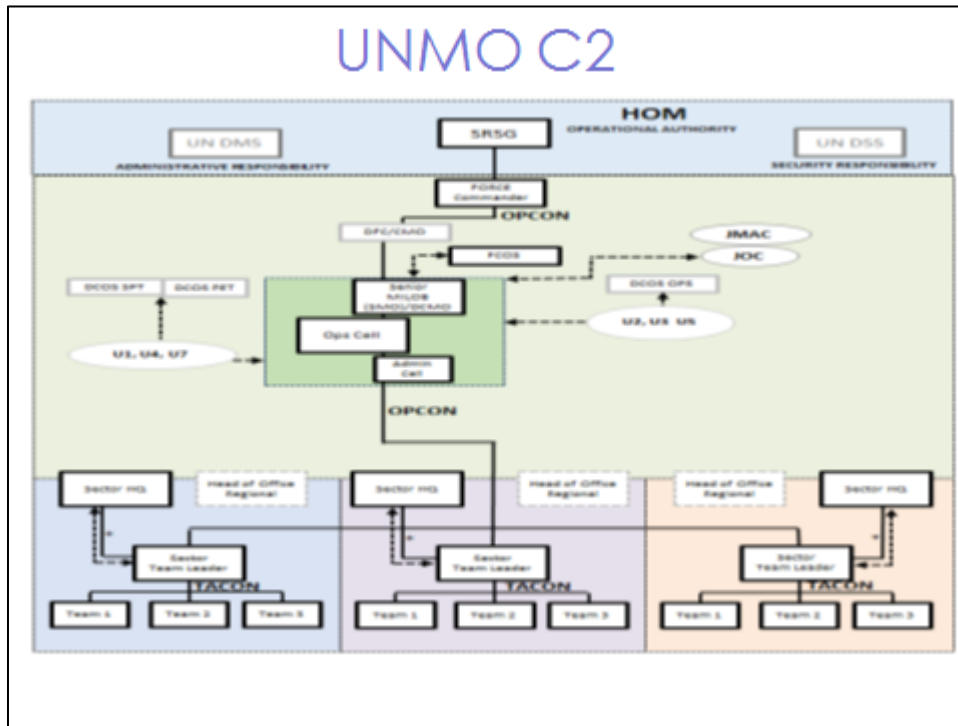 UNMO C2
HOM
OPERATIONAL AUTHORITY
SRSG
UN DMS
ADMINISTRATIVE RESPONSIBILITY
UN DSS
SECURITY RESPONSIBILITY
FORCE
Commander
OPCON
DFC/CMO
FCOS
JMAC
JOC
DCOS SPT
DCOS PET
Senior
MILOB
(SMO)/DCMO
DCOS OPS
Ops Cell
U2, U3 U5
U1, U4, U7
Admin
Cell
OPCON
Sector HQ
Head of Office
Regional
Sector HQ
Head of Office
Regional
Head of Office
Regional
Sector HQ
Sector
Team Leader
Sector
Team Leader
Sector
Team Leader
TACON
TACON
TACON
Team 1
Team 2
Team 3
Team 1
Team 2
Team 3
Team 1
Team 2
Team 3